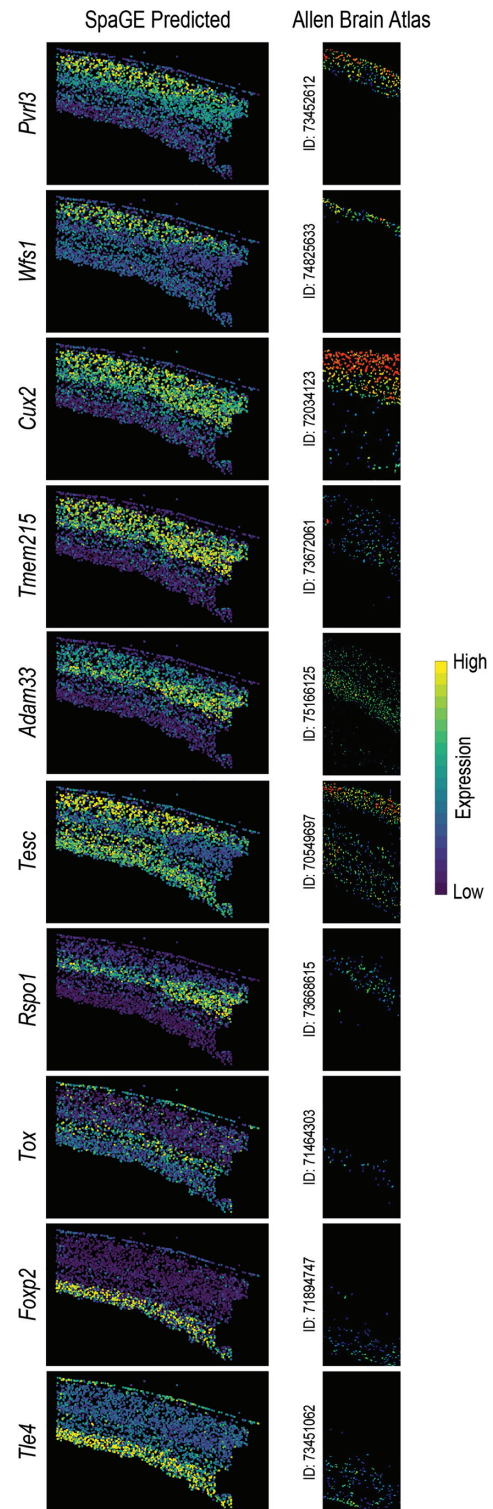 SpaGE Predicted
Allen Brain Atlas
Pvrl3
ID: 73452612
Wfs1
ID: 74825633
Cux2
ID: 72034123
Tmem215
ID: 73672061
Adam33
ID: 75166125
High
Expression
Low
Tesc
ID: 70549697
Rspo1
ID: 73668615
Tox
ID: 71464303
Foxp2
ID: 71894747
Tle4
ID: 73451062